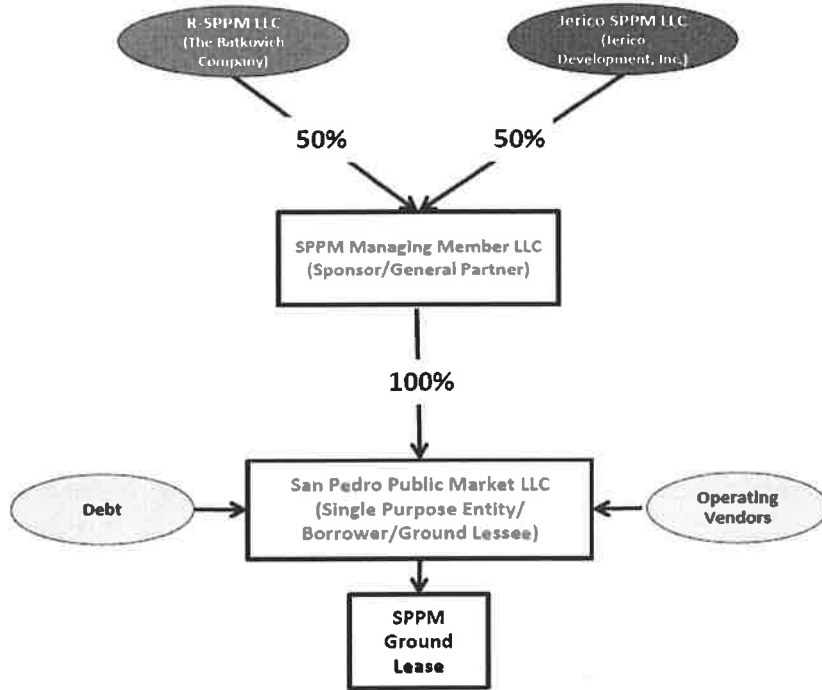 R-SPPM LLC
(The Ratkovich
Company)
Jerico SPPM LLC
(Jerico
Development, Inc.)
50%
50%
SPPM Managing Member LLC
(Sponsor/General Partner)
100%
Debt
San Pedro Public Market LLC
(Single Purpose Entity/
Borrower/Ground Lessee)
Operating
Vendors
SPPM
Ground
Lease